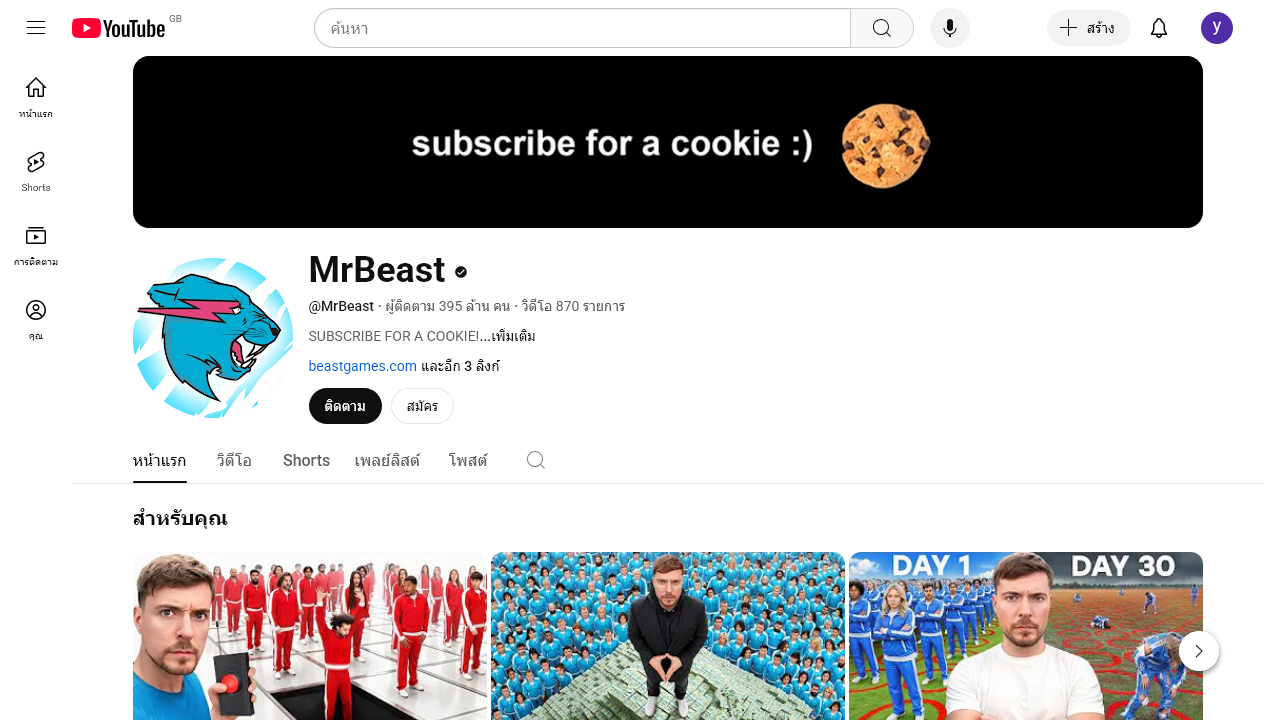 YouTube GB
ค้นหา
สร้าง
y
หน้าแรก
Shorts
การติดตาม
คุณ
subscribe for a cookie :)
MrBeast
@MrBeast • ผู้ติดตาม 395 ล้าน คน • วิดีโอ 870 รายการ
SUBSCRIBE FOR A COOKIE!...เพิ่มเติม
beastgames.com และอีก 3 ลิงก์
ติดตาม สมัคร
หน้าแรก วิดีโอ Shorts เพลย์ลิสต์ โพสต์
สำหรับคุณ
DAY 1 DAY 30